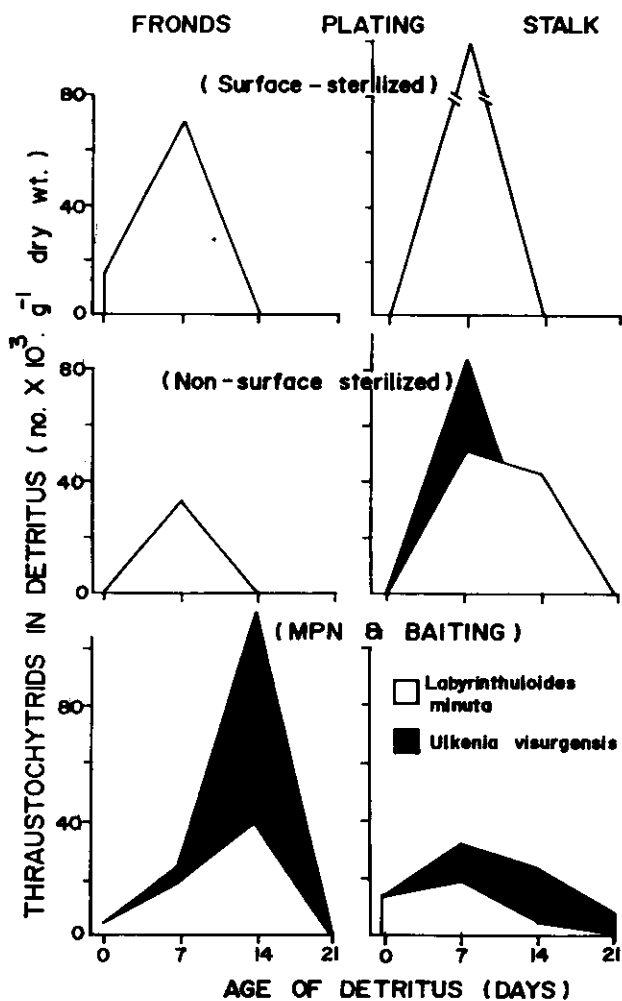 FRONDS PLATING STALK
(Surface-sterilized)
80
40
0
(Non-surface sterilized)
80
40
0
(MPN & BAITING)
Labyrinthuloides
minuta
Ulkenia visurgensis
80
40
0
0 7 14 21
0 7 14 21
AGE OF DETRITUS (DAYS)
THRAUSTOCHYTRIDS IN DETRITUS (no. X 10³. g⁻¹ dry wt.)